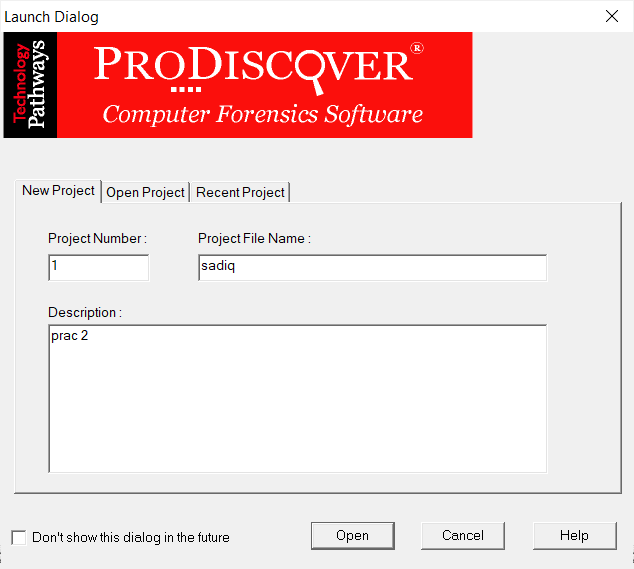 Launch Dialog
Technology
Pathways
PRODISCOVER®
Computer Forensics Software
New Project Open Project Recent Project
Project Number : Project File Name :
1 sadiq
Description :
prac 2
Don't show this dialog in the future Open Cancel Help